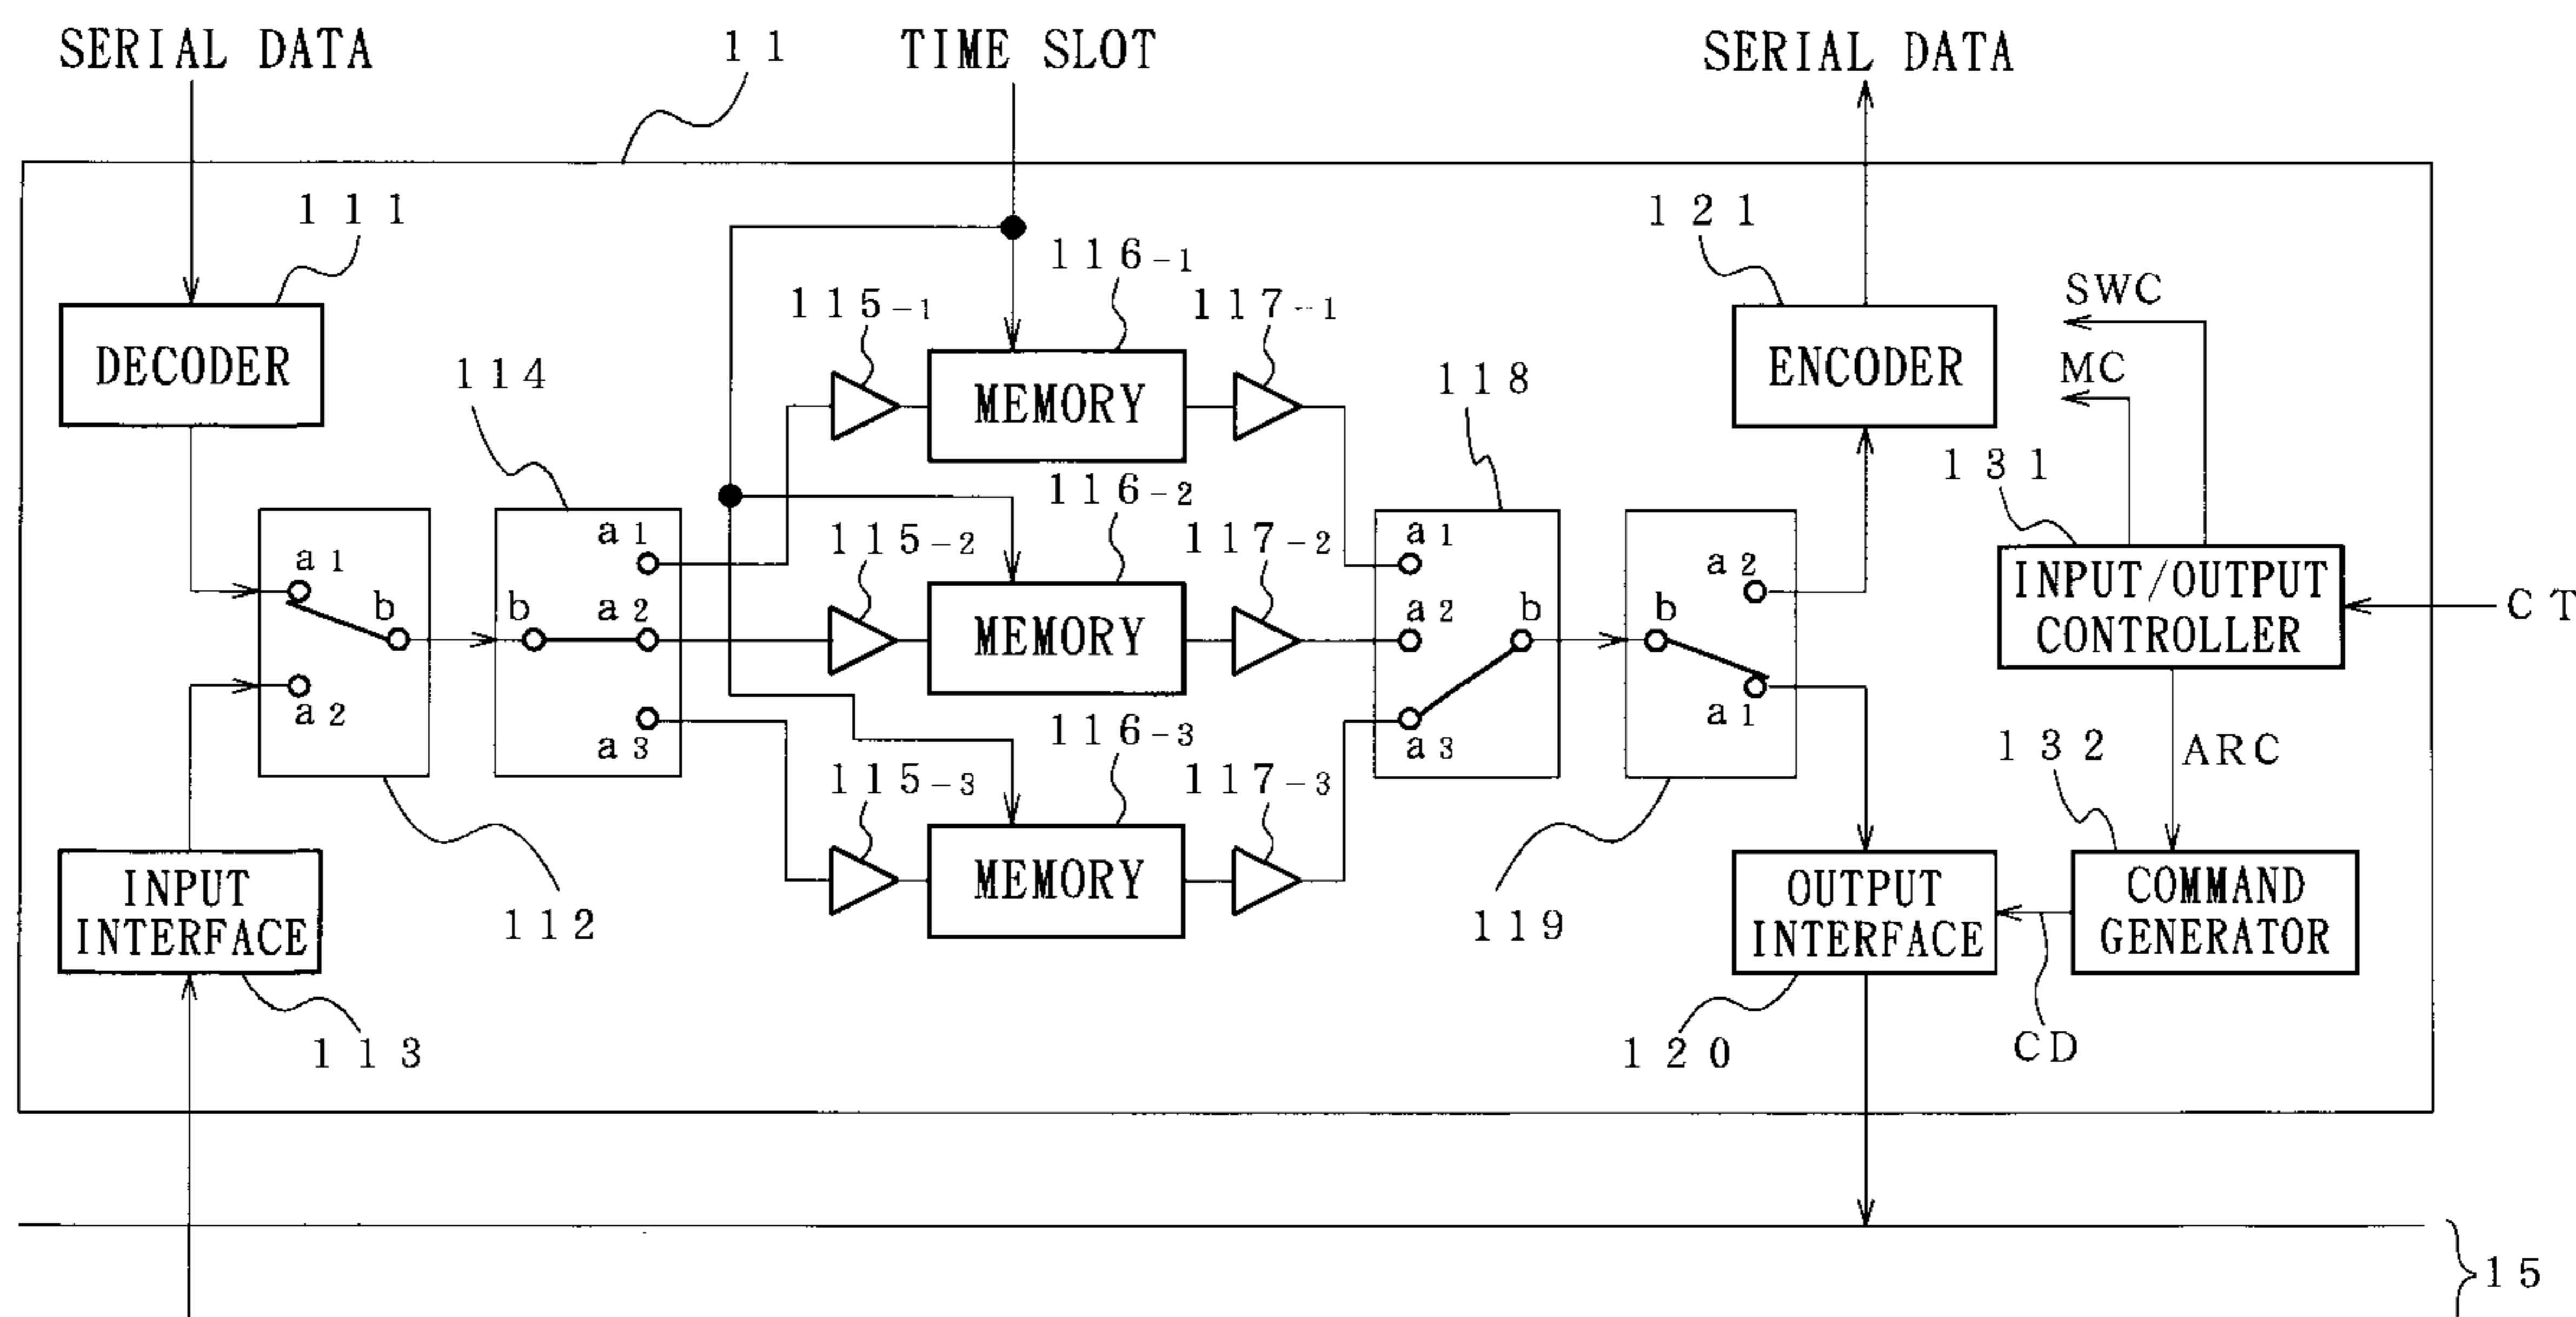 SERIAL DATA
11
TIME SLOT
SERIAL DATA
111
DECODER
114
115-1
116-1
MEMORY
117-1
118
121
ENCODER
SWC
MC
131
INPUT/OUTPUT
CONTROLLER
CT
a1
b
a2
112
b
a1
a2
a3
115-2
116-2
MEMORY
117-2
a1
a2
a3
b
b
a2
a1
119
115-3
116-3
MEMORY
117-3
132
ARC
INPUT
INTERFACE
113
OUTPUT
INTERFACE
120
CD
COMMAND
GENERATOR
15